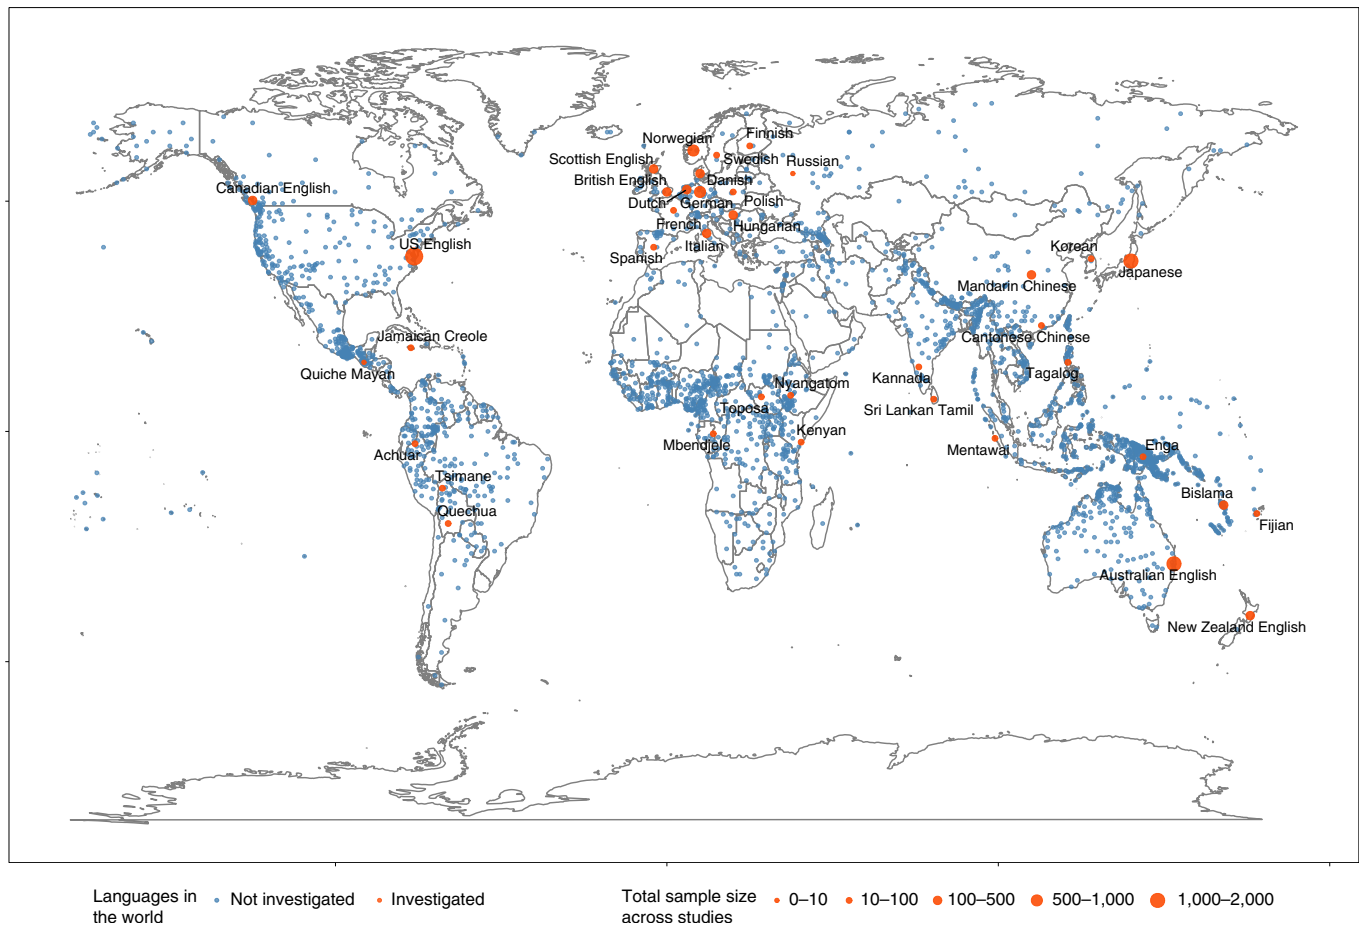 Norwegian
Finnish
Scottish English
Swedish
Russian
British English
Danish
Canadian English
Dutch
German
Polish
French
Hungarian
US English
Italian
Korean
Spanish
Japanese
Mandarin Chinese
Jamaican Creole
Cantonese Chinese
Quiche Mayan
Nyangatom
Kannada
Tagalog
Toposa
Sri Lankan Tamil
Kenyan
Mbendjele
Enga
Achuar
Mentawai
Tsimane
Bislama
Quechua
Fijian
Australian English
New Zealand English
Languages in
the world
Not investigated
Investigated
Total sample size
across studies
0–10
10–100
100–500
500–1,000
1,000–2,000